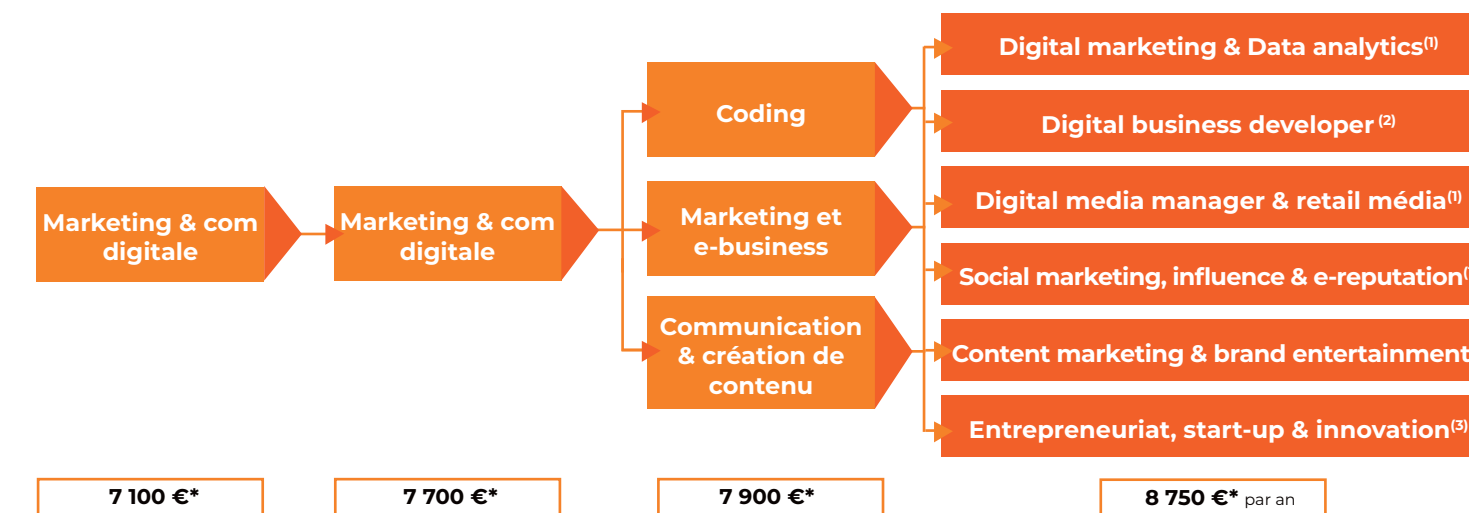 Marketing & com
digitale
Marketing & com
digitale
Coding
Marketing et
e-business
Communication
& création de
contenu
Digital marketing & Data analytics(1)
Digital business developer (2)
Digital media manager & retail média(1)
Social marketing, influence & e-reputation(
Content marketing & brand entertainment
Entrepreneuriat, start-up & innovation(3)
7 100 €*
7 700 €*
7 900 €*
8 750 €* par an